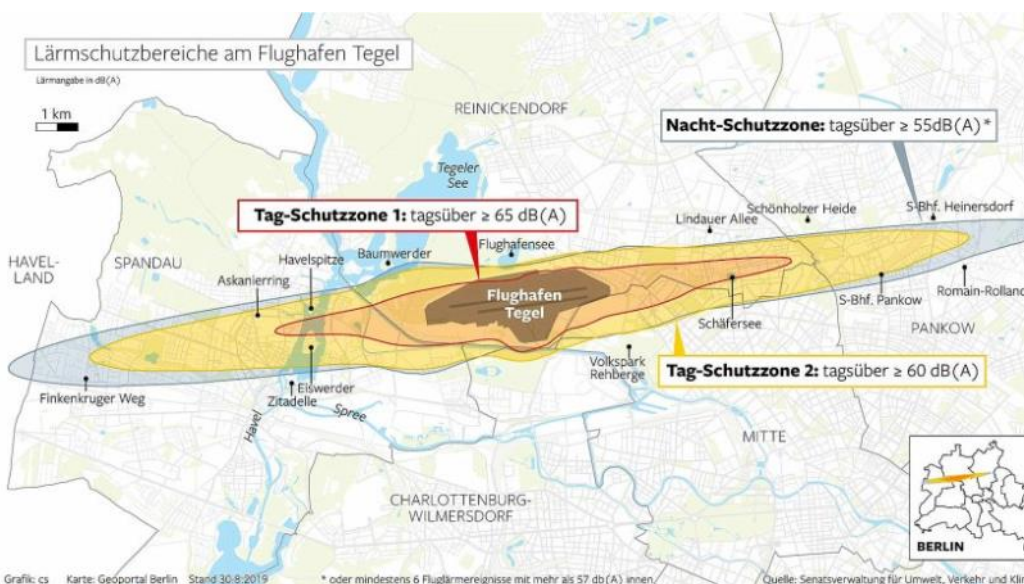 Lärmschutzbereiche am Flughafen Tegel
Lärmangabe in dB(A)
1 km
REINICKENDORF
Nacht-Schutzzone: tagsüber ≥ 55dB(A)*
Tegeler
See
Tag-Schutzzone 1: tagsüber ≥ 65 dB(A)
Lindauer Allee
Schönholzer Heide
S-Bhf. Heinersdorf
HAVEL-
LAND
SPANDAU
Havelspitze
Baumwerder
Flughafensee
Askanierring
Flughafen
Tegel
S-Bhf. Pankow
Romain-Rolland
Schäfersee
PANKOW
Volkspark
Rehberge
Tag-Schutzzone 2: tagsüber ≥ 60 dB(A)
Finkenkruger Weg
Eiswerder
Zitadelle
Havel
Spree
MITTE
CHARLOTTENBURG-
WILMERSDORF
BERLIN
Grafik: cs Karte: Geoportal Berlin Stand 30.8.2019 * oder mindestens 6 Fluglärmereignisse mit mehr als 57 db(A) innen Quelle: Senatsverwaltung für Umwelt, Verkehr und Kli